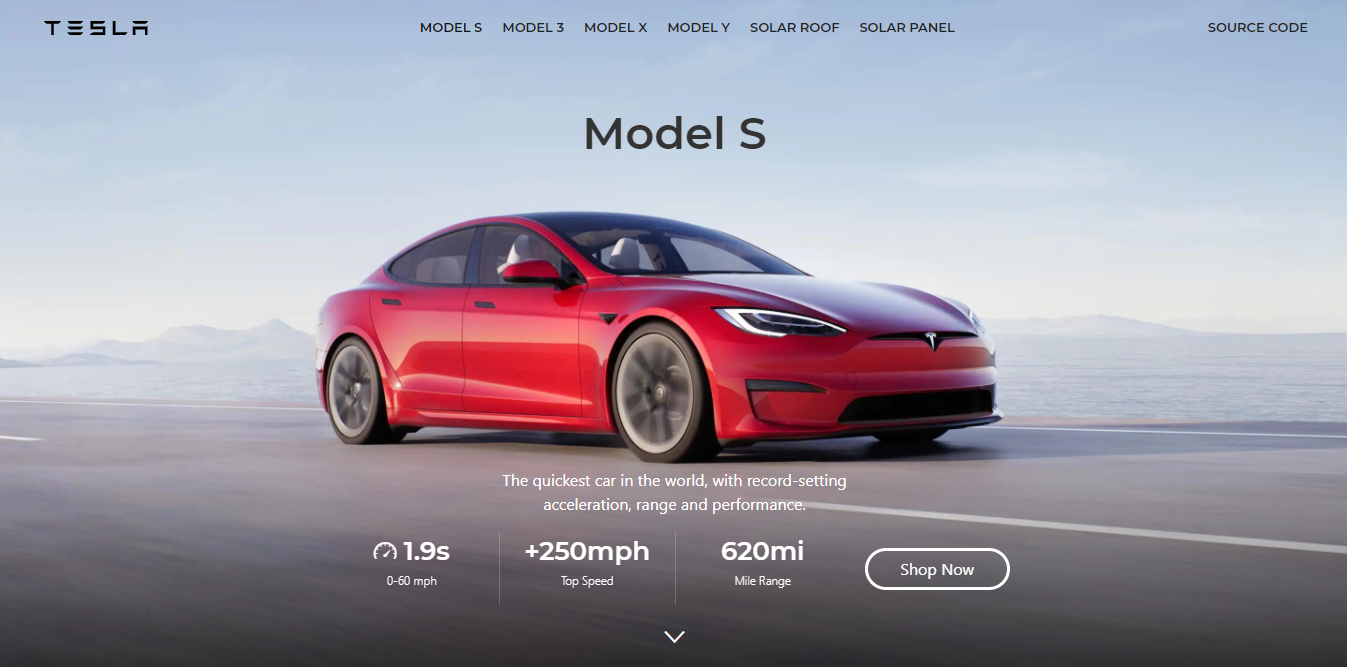 TESLA
MODEL S MODEL 3 MODEL X MODEL Y SOLAR ROOF SOLAR PANEL
SOURCE CODE
Model S
The quickest car in the world, with record-setting
acceleration, range and performance.
1.9s
0-60 mph
+250mph
Top Speed
620mi
Mile Range
Shop Now